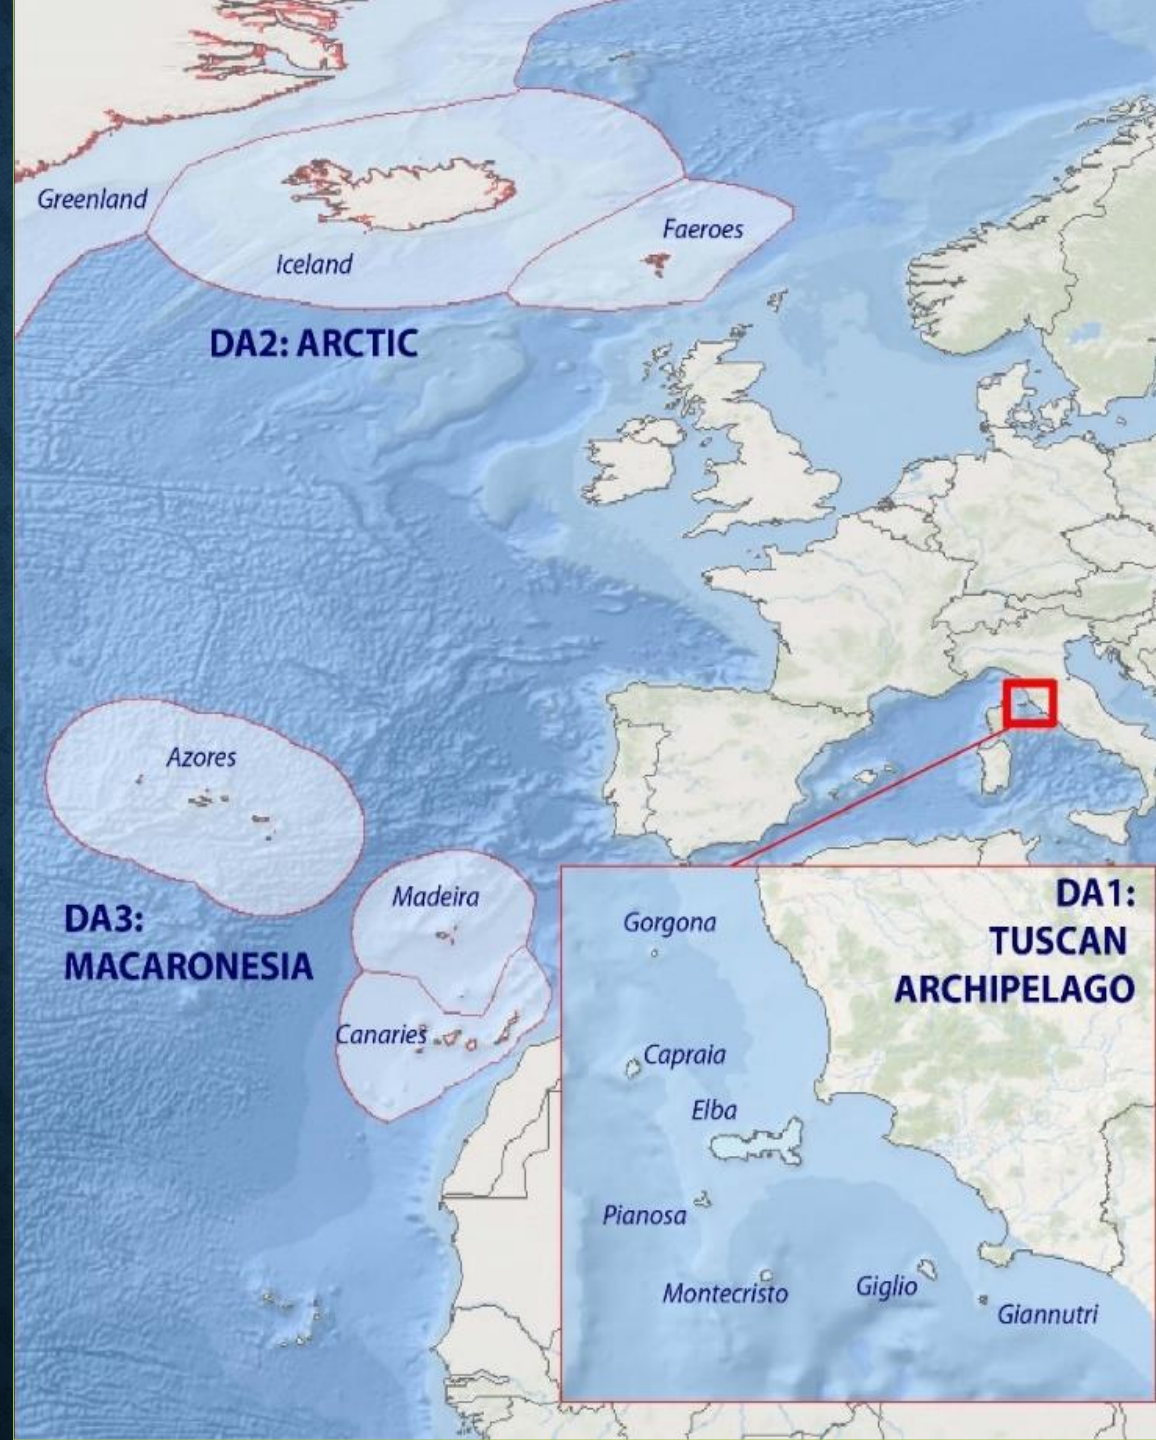 Greenland
Faeroes
Iceland
DA2: ARCTIC
Azores
Madeira
DA3:
MACARONESIA
Canaries
DA1:
TUSCAN
ARCHIPELAGO
Gorgona
Capraia
Elba
Pianosa
Montecristo
Giglio
Giannutri